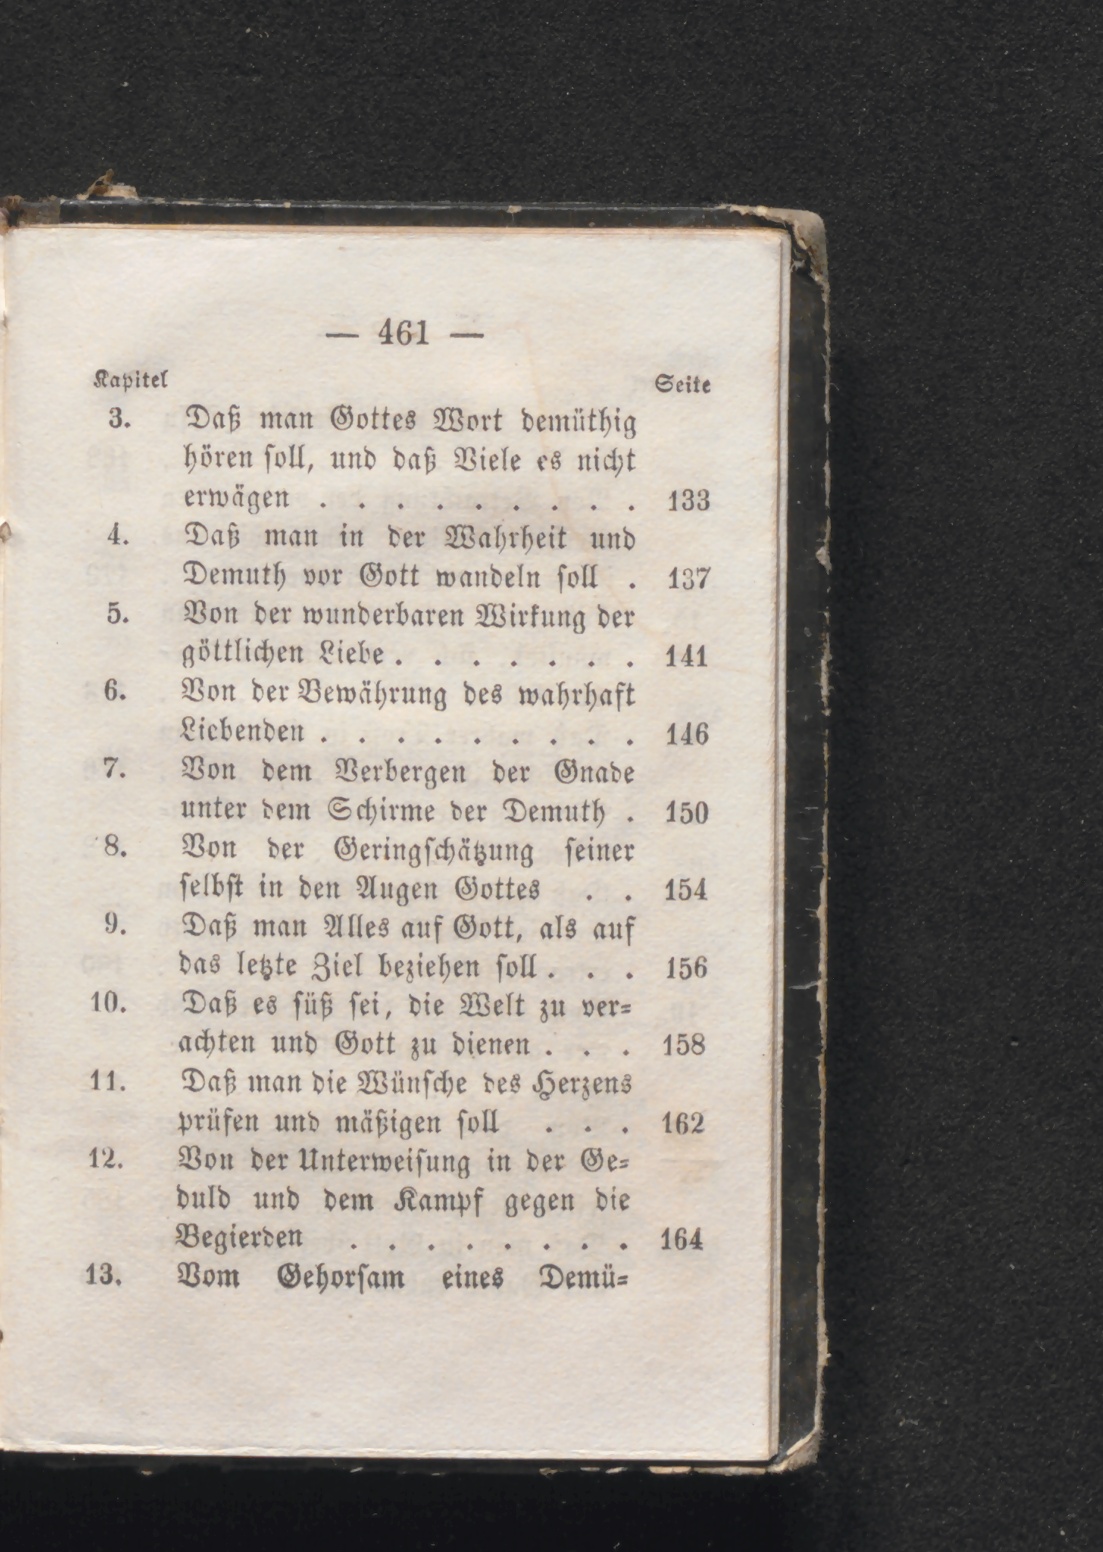 — 461 —
Kapitel Seite
3. Daß man Gottes Wort demüthig
hören soll, und daß Viele es nicht
erwägen . . . . . . . . . 133
4. Daß man in der Wahrheit und
Demuth vor Gott wandeln soll . 137
5. Von der wunderbaren Wirkung der
göttlichen Liebe . . . . . . . 141
6. Von der Bewährung des wahrhaft
Liebenden . . . . . . . . . 146
7. Von dem Verbergen der Gnade
unter dem Schirme der Demuth . 150
8. Von der Geringschätzung seiner
selbst in den Augen Gottes . . 154
9. Daß man Alles auf Gott, als auf
das letzte Ziel beziehen soll . . . 156
10. Daß es süß sei, die Welt zu ver=
achten und Gott zu dienen . . . 158
11. Daß man die Wünsche des Herzens
prüfen und mäßigen soll . . . 162
12. Von der Unterweisung in der Ge=
duld und dem Kampf gegen die
Begierden . . . . . . . . 164
13. Vom Gehorsam eines Demü=